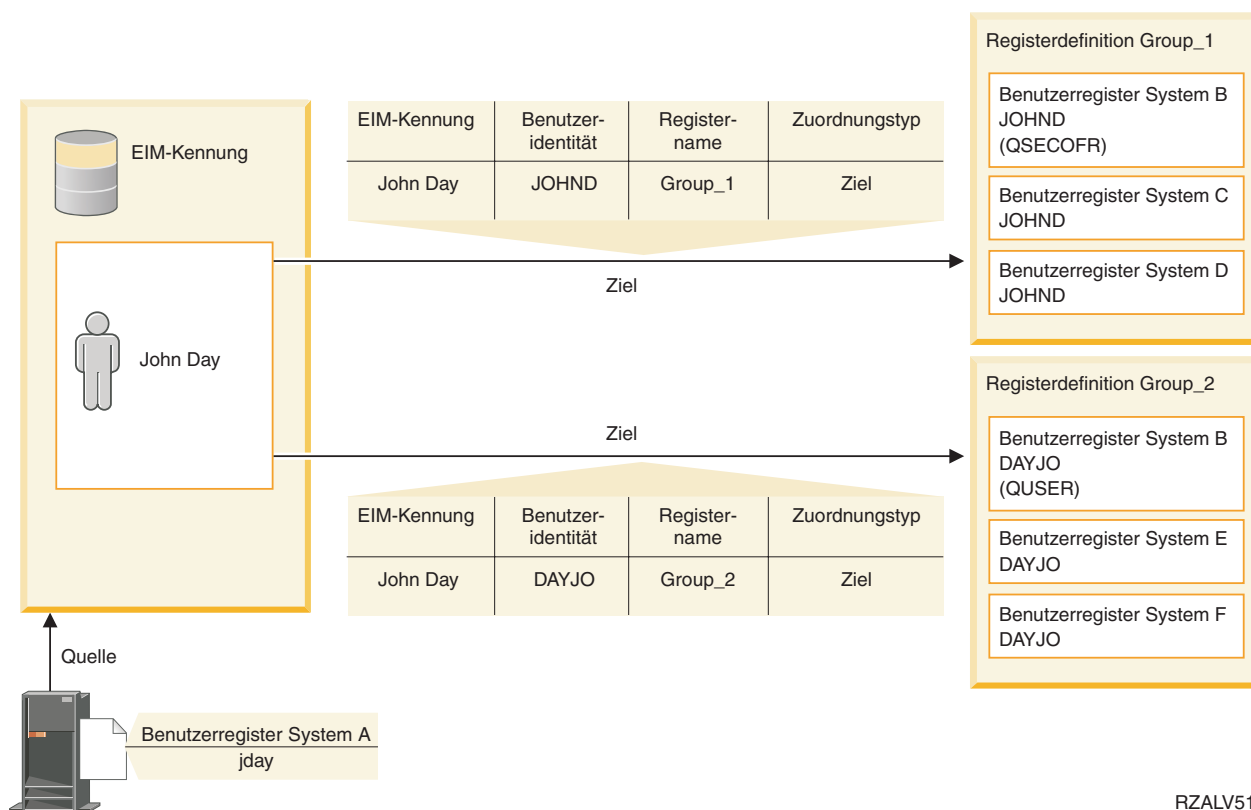 EIM-Kennung
John Day
Quelle
Benutzerregister System A
jday
EIM-Kennung
Benutzer-
identität
Register-
name
Zuordnungstyp
John Day
JOHND
Group_1
Ziel
Ziel
Ziel
EIM-Kennung
Benutzer-
identität
Register-
name
Zuordnungstyp
John Day
DAYJO
Group_2
Ziel
Registerdefinition Group_1
Benutzerregister System B
JOHND
(QSECOFR)
Benutzerregister System C
JOHND
Benutzerregister System D
JOHND
Registerdefinition Group_2
Benutzerregister System B
DAYJO
(QUSER)
Benutzerregister System E
DAYJO
Benutzerregister System F
DAYJO
RZALV51